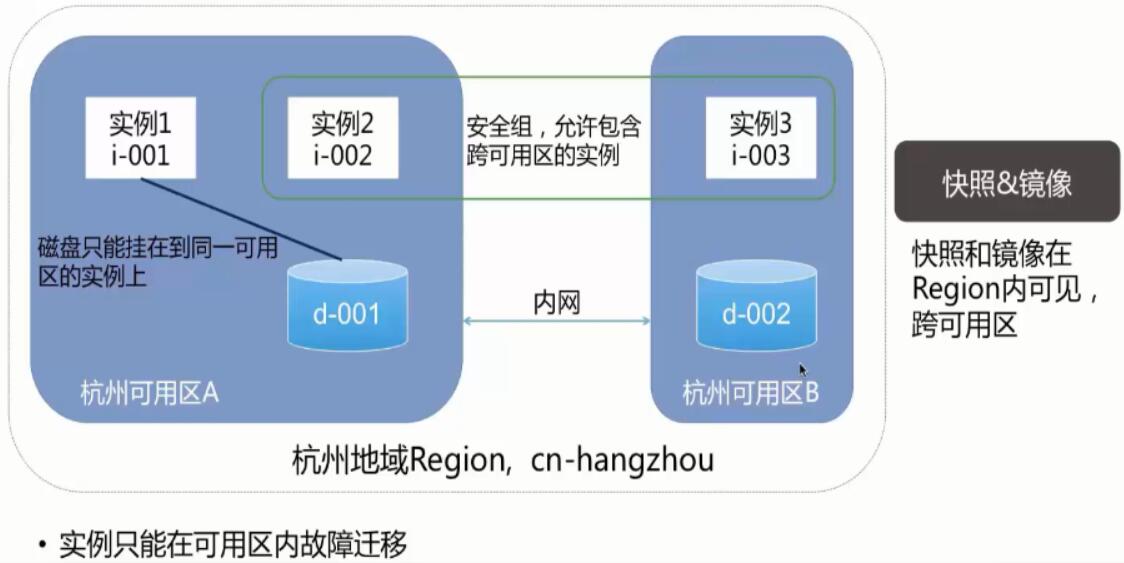 实例1
i-001
实例2
i-002
安全组，允许包含
跨可用区的实例
实例3
i-003
快照&镜像
磁盘只能挂在到同一可用
区的实例上
快照和镜像在
Region内可见，
跨可用区
d-001
内网
d-002
杭州可用区A
杭州可用区B
杭州地域Region, cn-hangzhou
• 实例只能在可用区内故障迁移